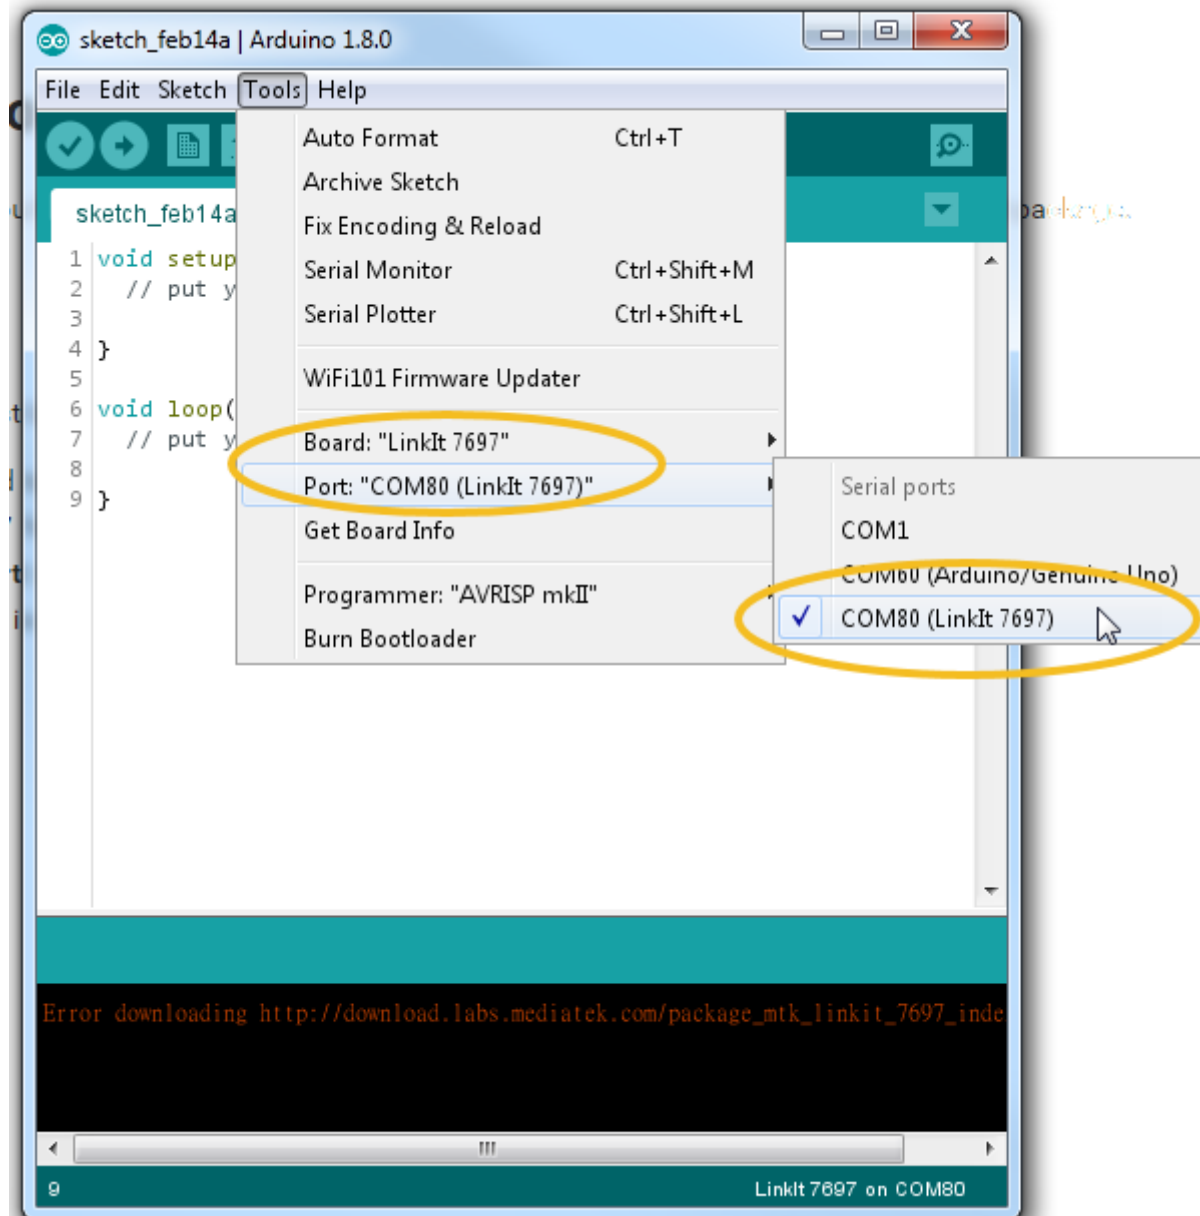 sketch_feb14a | Arduino 1.8.0
File Edit Sketch Tools Help
sketch_feb14a
1 void setup
2 // put y
3
4 }
5
6 void loop(
7 // put y
8
9 }
Auto Format Ctrl+T
Archive Sketch
Fix Encoding & Reload
Serial Monitor Ctrl+Shift+M
Serial Plotter Ctrl+Shift+L
WiFi101 Firmware Updater
Board: "LinkIt 7697"
Port: "COM80 (LinkIt 7697)"
Get Board Info
Programmer: "AVRISP mkII"
Burn Bootloader
Serial ports
COM1
COM60 (Arduino/Genuino Uno)
COM80 (LinkIt 7697)
Error downloading http://download.labs.mediatek.com/package_mtk_linkit_7697_inde
9 LinkIt 7697 on COM80